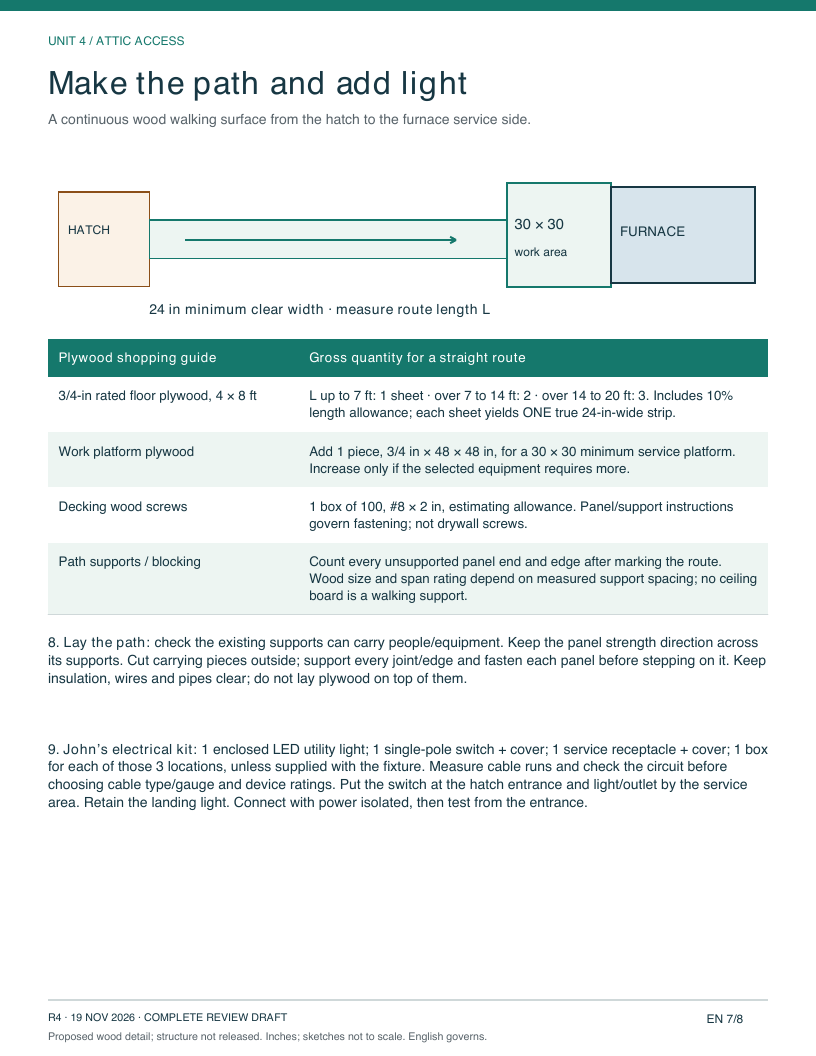 UNIT 4 / ATTIC ACCESS
Make the path and add light
A continuous wood walking surface from the hatch to the furnace service side.
HATCH
30 × 30
work area
FURNACE
24 in minimum clear width · measure route length L
Plywood shopping guide
Gross quantity for a straight route
3/4-in rated floor plywood, 4 × 8 ft
L up to 7 ft: 1 sheet · over 7 to 14 ft: 2 · over 14 to 20 ft: 3. Includes 10%
length allowance; each sheet yields ONE true 24-in-wide strip.
Work platform plywood
Add 1 piece, 3/4 in × 48 × 48 in, for a 30 × 30 minimum service platform.
Increase only if the selected equipment requires more.
Decking wood screws
1 box of 100, #8 × 2 in, estimating allowance. Panel/support instructions
govern fastening; not drywall screws.
Path supports / blocking
Count every unsupported panel end and edge after marking the route.
Wood size and span rating depend on measured support spacing; no ceiling
board is a walking support.
8. Lay the path: check the existing supports can carry people/equipment. Keep the panel strength direction across
its supports. Cut carrying pieces outside; support every joint/edge and fasten each panel before stepping on it. Keep
insulation, wires and pipes clear; do not lay plywood on top of them.
9. John's electrical kit: 1 enclosed LED utility light; 1 single-pole switch + cover; 1 service receptacle + cover; 1 box
for each of those 3 locations, unless supplied with the fixture. Measure cable runs and check the circuit before
choosing cable type/gauge and device ratings. Put the switch at the hatch entrance and light/outlet by the service
area. Retain the landing light. Connect with power isolated, then test from the entrance.
R4 · 19 NOV 2026 · COMPLETE REVIEW DRAFT
EN 7/8
Proposed wood detail; structure not released. Inches; sketches not to scale. English governs.